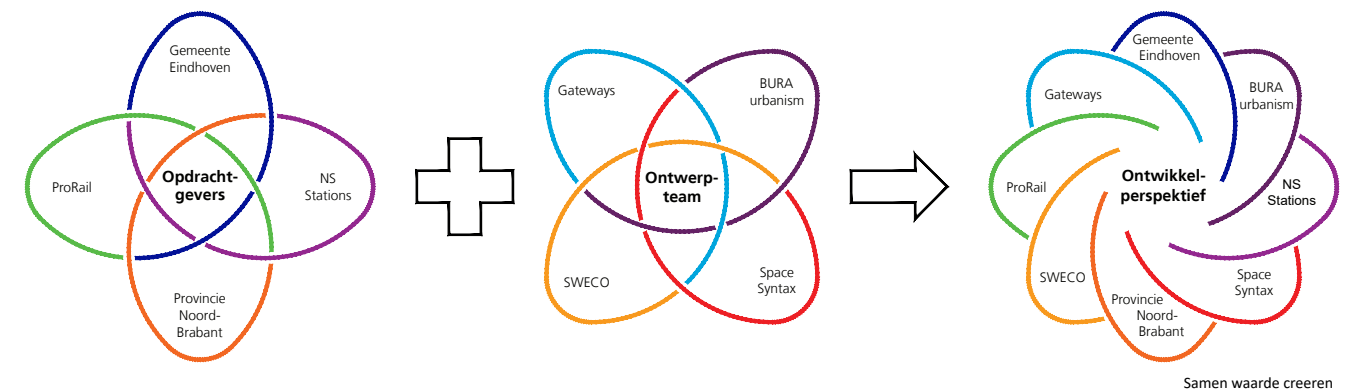 Gemeente
Eindhoven
ProRail
Opdracht-
gevers
NS
Stations
Provincie
Noord-
Brabant
Gateways
BURA
urbanism
Ontwerp-
team
SWECO
Space
Syntax
Gemeente
Eindhoven
Gateways
BURA
urbanism
ProRail
Ontwikkel-
perspektief
NS
Stations
SWECO
Space
Syntax
Provincie
Noord-
Brabant
Samen waarde creeren